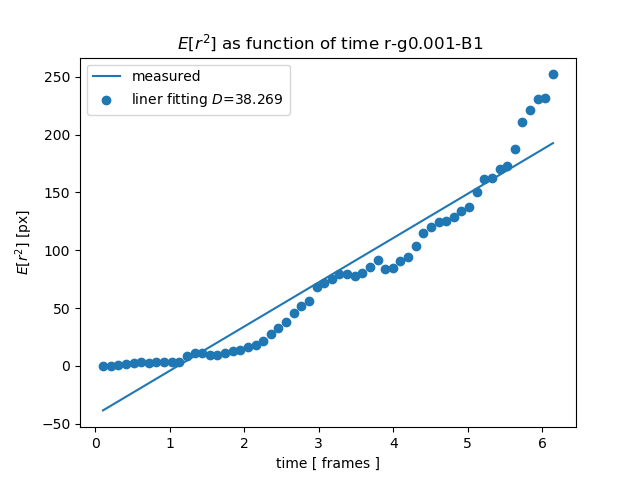 E[r²] as function of time r-g0.001-B1
measured
liner fitting D=38.269
250
200
150
100
50
0
−50
E[r²] [px]
0 1 2 3 4 5 6
time [ frames ]